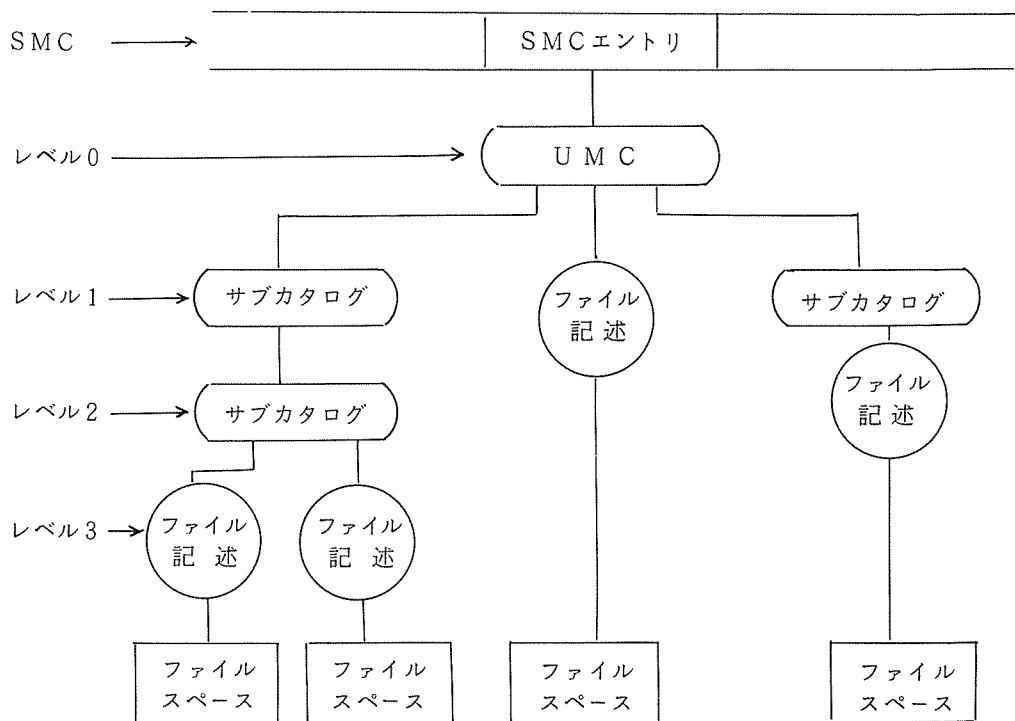 SMC
SMCエントリ
レベル0
UMC
レベル1
サブカタログ
ファイル
記述
サブカタログ
レベル2
サブカタログ
ファイル
記述
レベル3
ファイル
記述
ファイル
記述
ファイル
スペース
ファイル
スペース
ファイル
スペース
ファイル
スペース